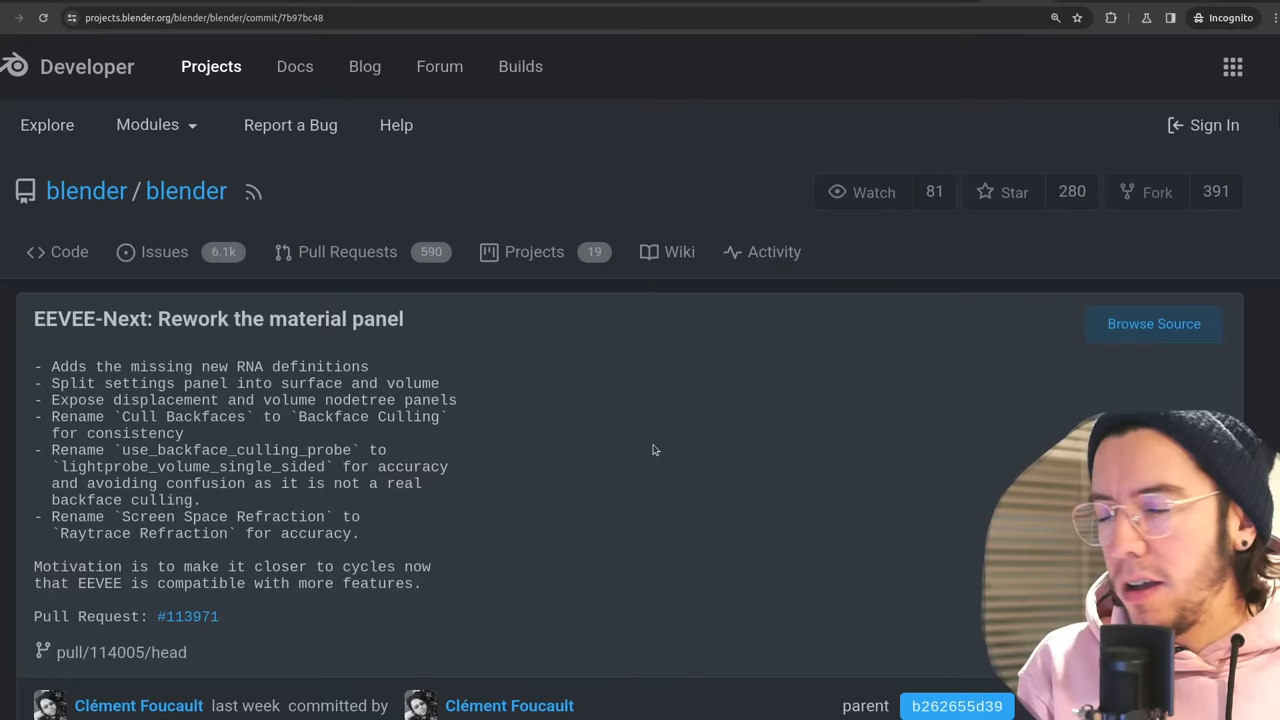 projects.blender.org/blender/blender/commit/7b97bc48
Incognito
Developer
Projects
Docs
Blog
Forum
Builds
Explore
Modules
Report a Bug
Help
Sign In
blender / blender
Watch 81
Star 280
Fork 391
Code
Issues 6.1k
Pull Requests 590
Projects 19
Wiki
Activity
EEVEE-Next: Rework the material panel
Browse Source
- Adds the missing new RNA definitions
- Split settings panel into surface and volume
- Expose displacement and volume nodetree panels
- Rename `Cull Backfaces` to `Backface Culling`
for consistency
- Rename `use_backface_culling_probe` to
`lightprobe_volume_single_sided` for accuracy
and avoiding confusion as it is not a real
backface culling.
- Rename `Screen Space Refraction` to
`Raytrace Refraction` for accuracy.
Motivation is to make it closer to cycles now
that EEVEE is compatible with more features.
Pull Request: #113971
pull/114005/head
Clément Foucault last week committed by Clément Foucault
parent b262655d39